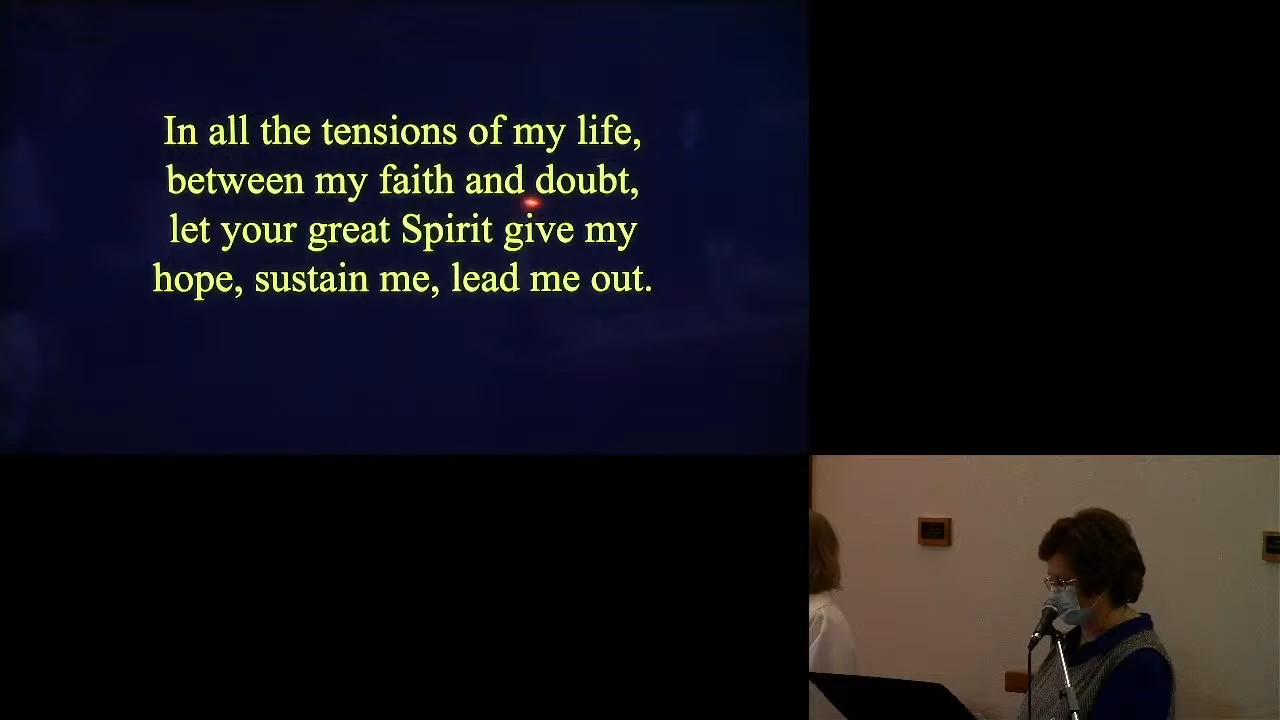 In all the tensions of my life,
between my faith and doubt,
let your great Spirit give my
hope, sustain me, lead me out.